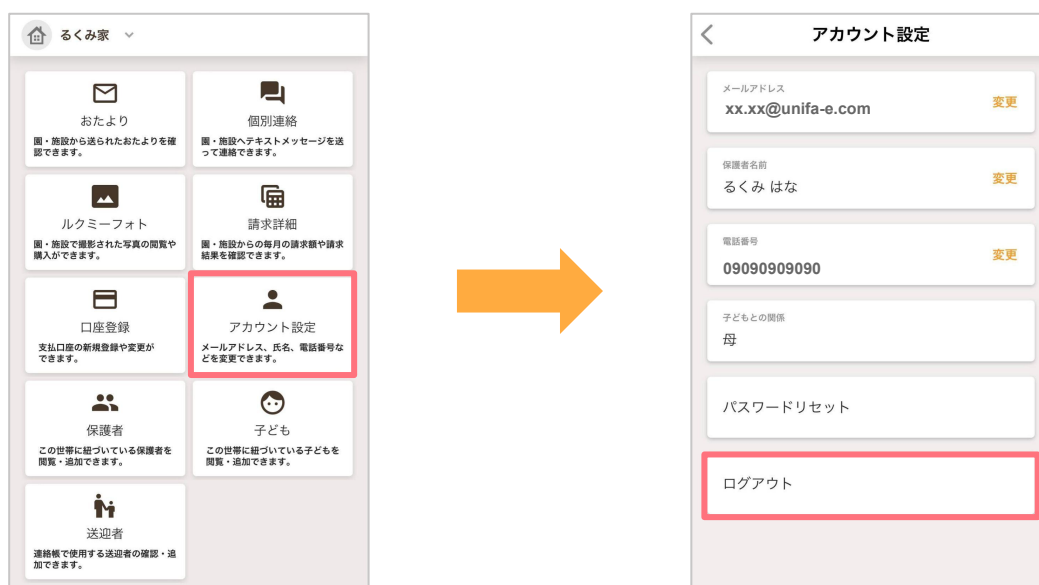 るくみ家
おたより
園・施設から送られたおたよりを確
認できます。
個別連絡
園・施設へテキストメッセージを送
って連絡できます。
ルクミーフォト
園・施設で撮影された写真の閲覧や
購入ができます。
請求詳細
園・施設からの毎月の請求額や請求
結果を確認できます。
口座登録
支払口座の新規登録や変更が
できます。
アカウント設定
メールアドレス、氏名、電話番号な
どを変更できます。
保護者
この世帯に紐づいている保護者を
閲覧・追加できます。
子ども
この世帯に紐づいている子どもを
閲覧・追加できます。
送迎者
連絡帳で使用する送迎者の確認・追
加できます。
アカウント設定
メールアドレス
xx.xx@unifa-e.com
変更
保護者名前
るくみ はな
変更
電話番号
09090909090
変更
子どもとの関係
母
パスワードリセット
ログアウト